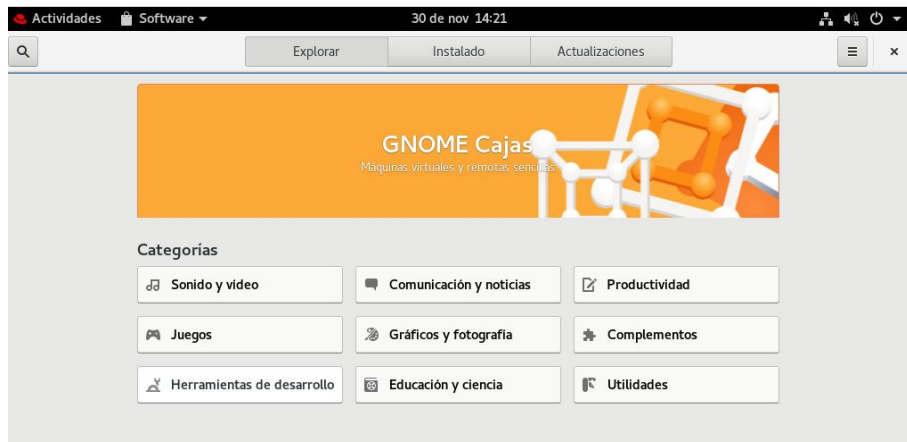 Actividades Software 30 de nov 14:21
Explorar Instalado Actualizaciones
GNOME Cajas
Máquinas virtuales y remotas sencillas
Categorías
Sonido y vídeo Comunicación y noticias Productividad
Juegos Gráficos y fotografía Complementos
Herramientas de desarrollo Educación y ciencia Utilidades